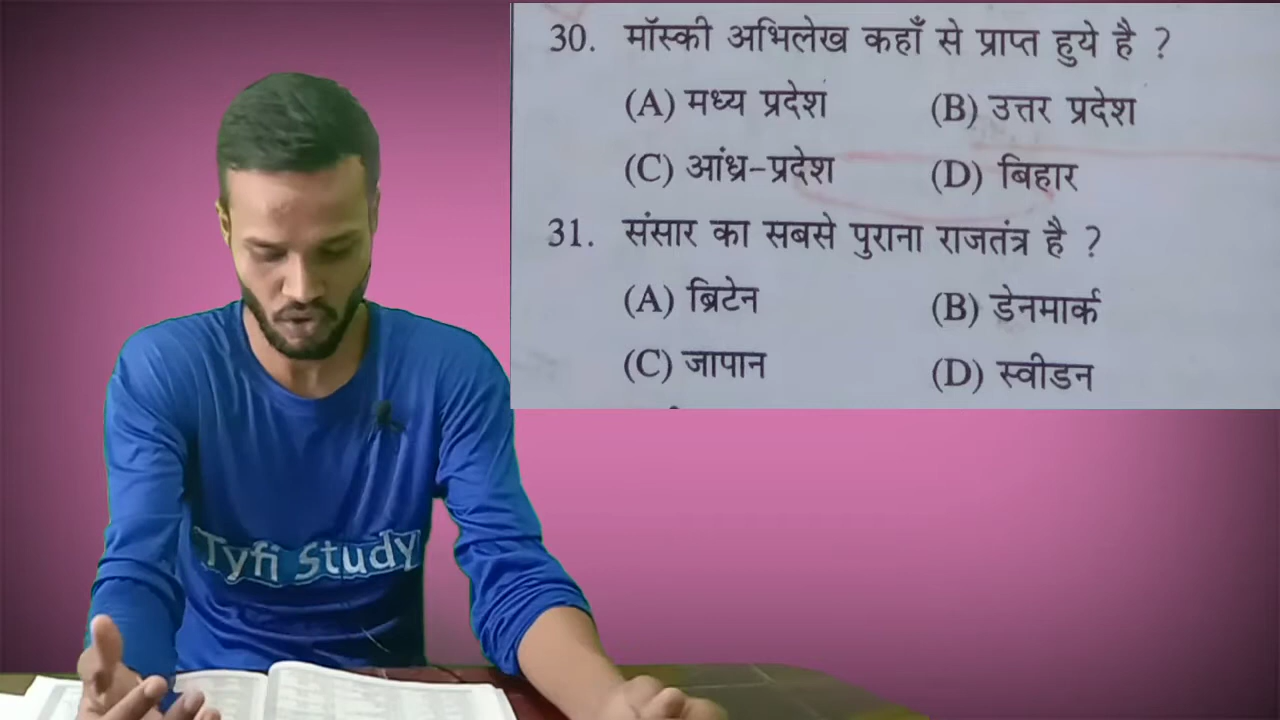 30. मॉस्की अभिलेख कहाँ से प्राप्त हुये है ?
(A) मध्य प्रदेश (B) उत्तर प्रदेश
(C) आंध्र-प्रदेश (D) बिहार
31. संसार का सबसे पुराना राजतंत्र है ?
(A) ब्रिटेन (B) डेनमार्क
(C) जापान (D) स्वीडन
Tyfi Study